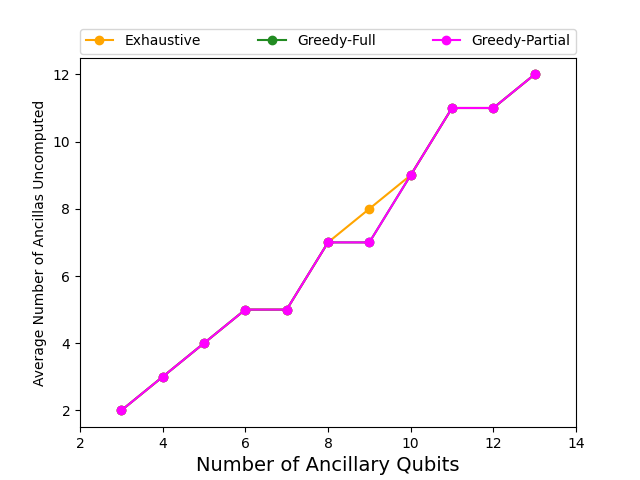 Exhaustive Greedy-Full Greedy-Partial
Average Number of Ancillas Uncomputed
12
10
8
6
4
2
2 4 6 8 10 12 14
Number of Ancillary Qubits